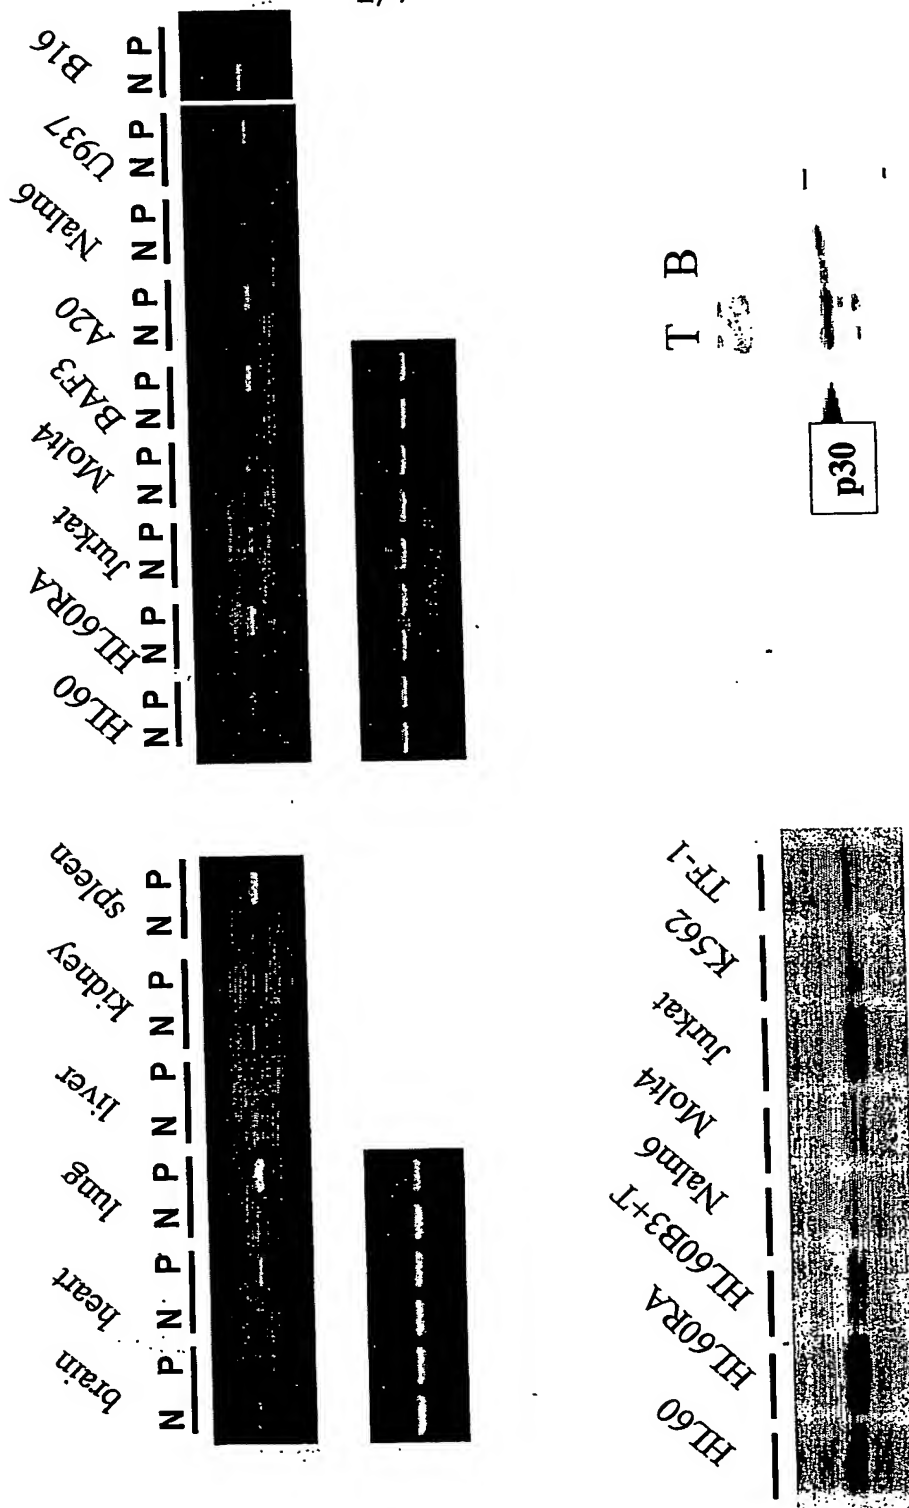 brain heart lung liver kidney spleen
N P N P N P N P N P N P
HL60 HL60RA Jurkat Molt4 BAF3 A20 Nalm6 U937 B16
N P N P N P N P N P N P N P N P N P
HL60 HL60RA HL60B3+T Nalm6 Molt4 Jurkat K562 TF-1
T B
p30